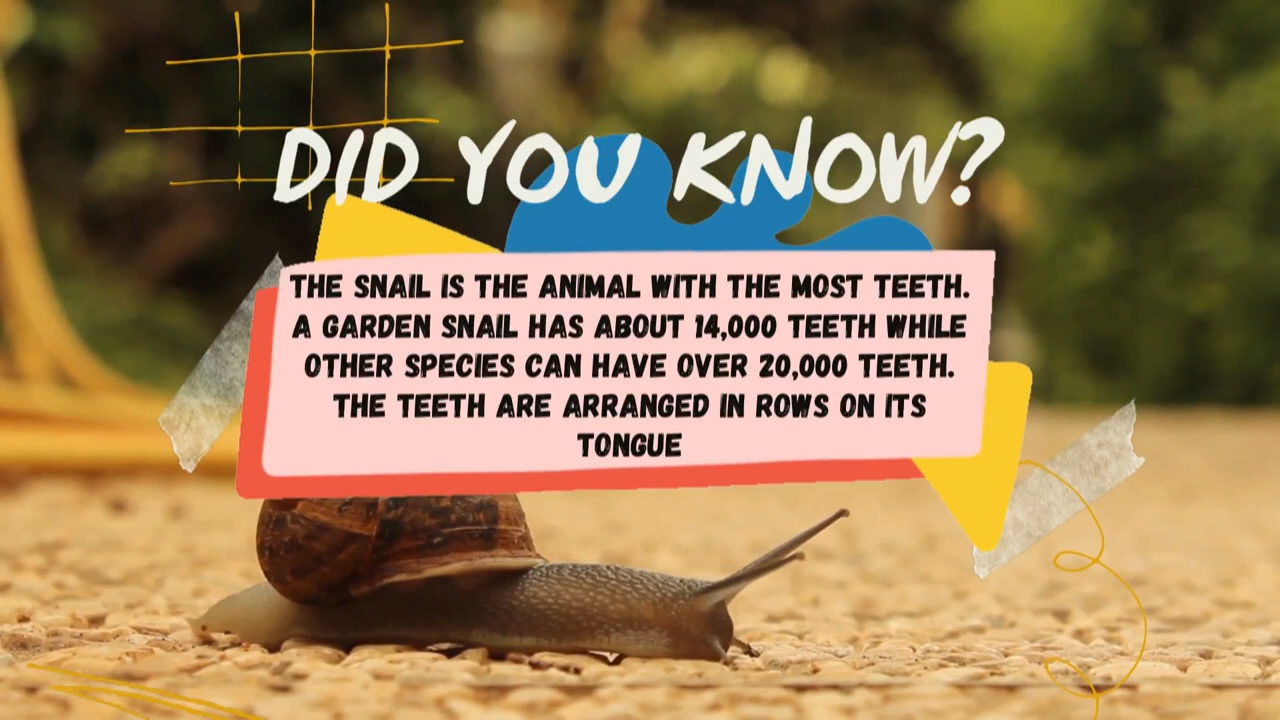 DID YOU KNOW?
THE SNAIL IS THE ANIMAL WITH THE MOST TEETH.
A GARDEN SNAIL HAS ABOUT 14,000 TEETH WHILE
OTHER SPECIES CAN HAVE OVER 20,000 TEETH.
THE TEETH ARE ARRANGED IN ROWS ON ITS
TONGUE